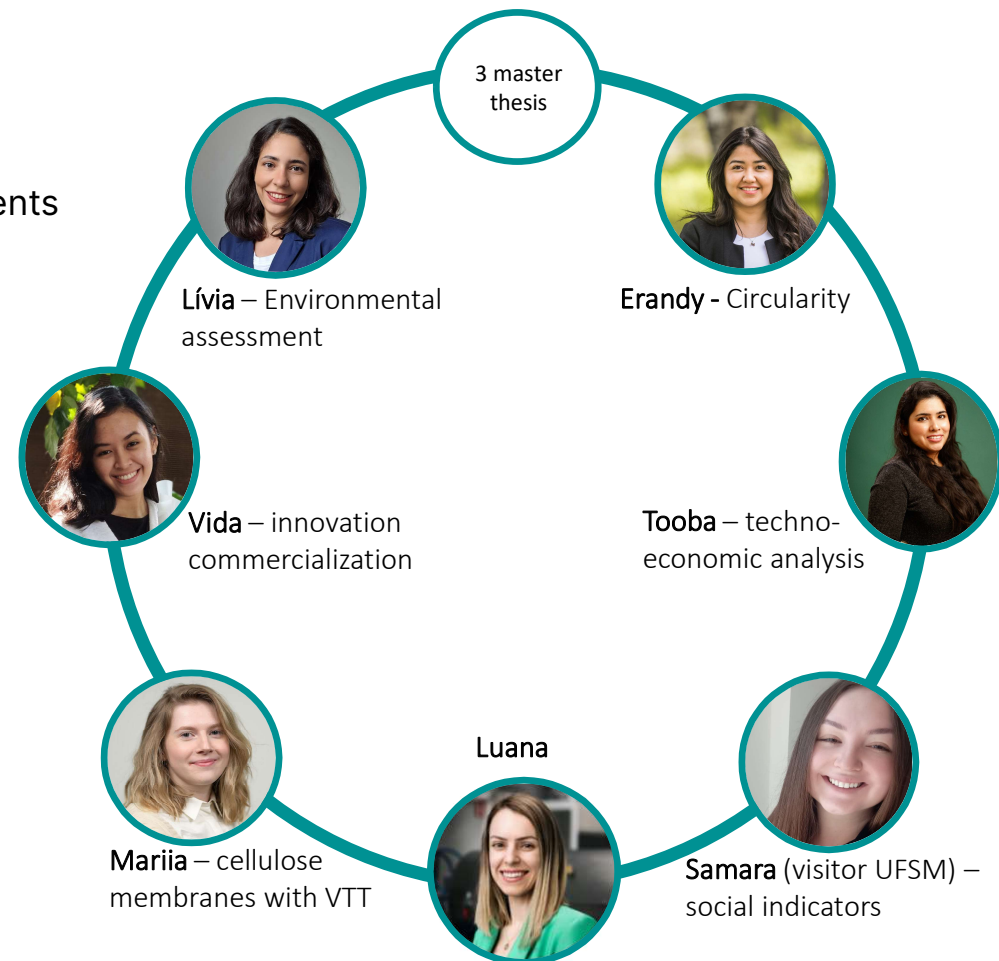 3 master
thesis
ents
Lívia – Environmental
assessment
Erandy - Circularity
Vida – innovation
commercialization
Tooba – techno-
economic analysis
Luana
Mariia – cellulose
membranes with VTT
Samara (visitor UFSM) –
social indicators